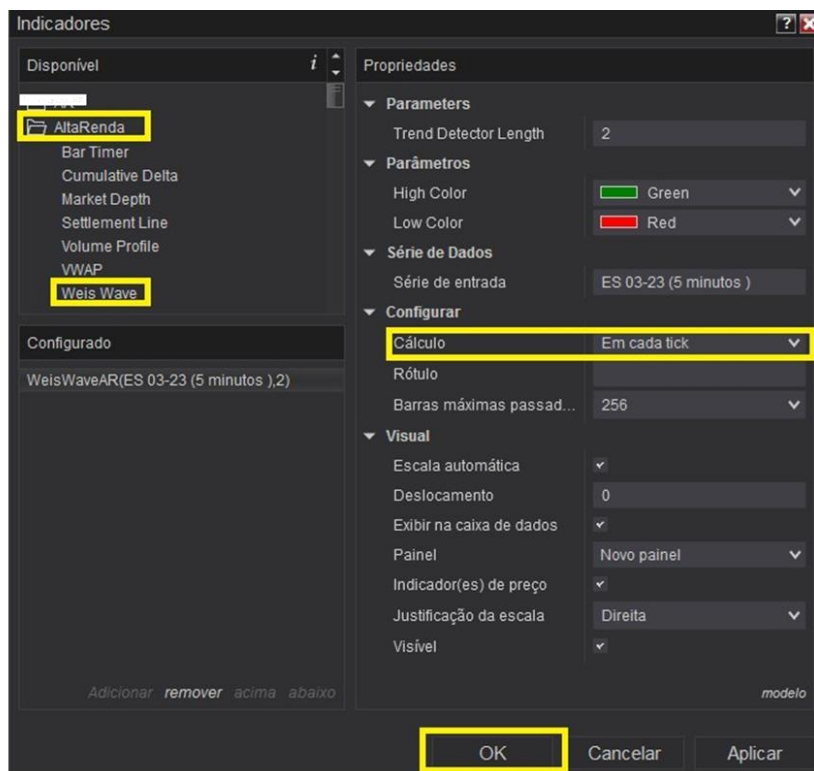 Indicadores
?
Disponível
i
AltaRenda
Bar Timer
Cumulative Delta
Market Depth
Settlement Line
Volume Profile
VWAP
Weis Wave
Configurado
WeisWaveAR(ES 03-23 (5 minutos ),2)
Adicionar remover acima abaixo
Propriedades
Parameters
Trend Detector Length 2
Parâmetros
High Color Green
Low Color Red
Série de Dados
Série de entrada ES 03-23 (5 minutos )
Configurar
Cálculo Em cada tick
Rótulo
Barras máximas passad... 256
Visual
Escala automática
Deslocamento 0
Exibir na caixa de dados
Painel Novo painel
Indicador(es) de preço
Justificação da escala Direita
Visível
modelo
OK Cancelar Aplicar